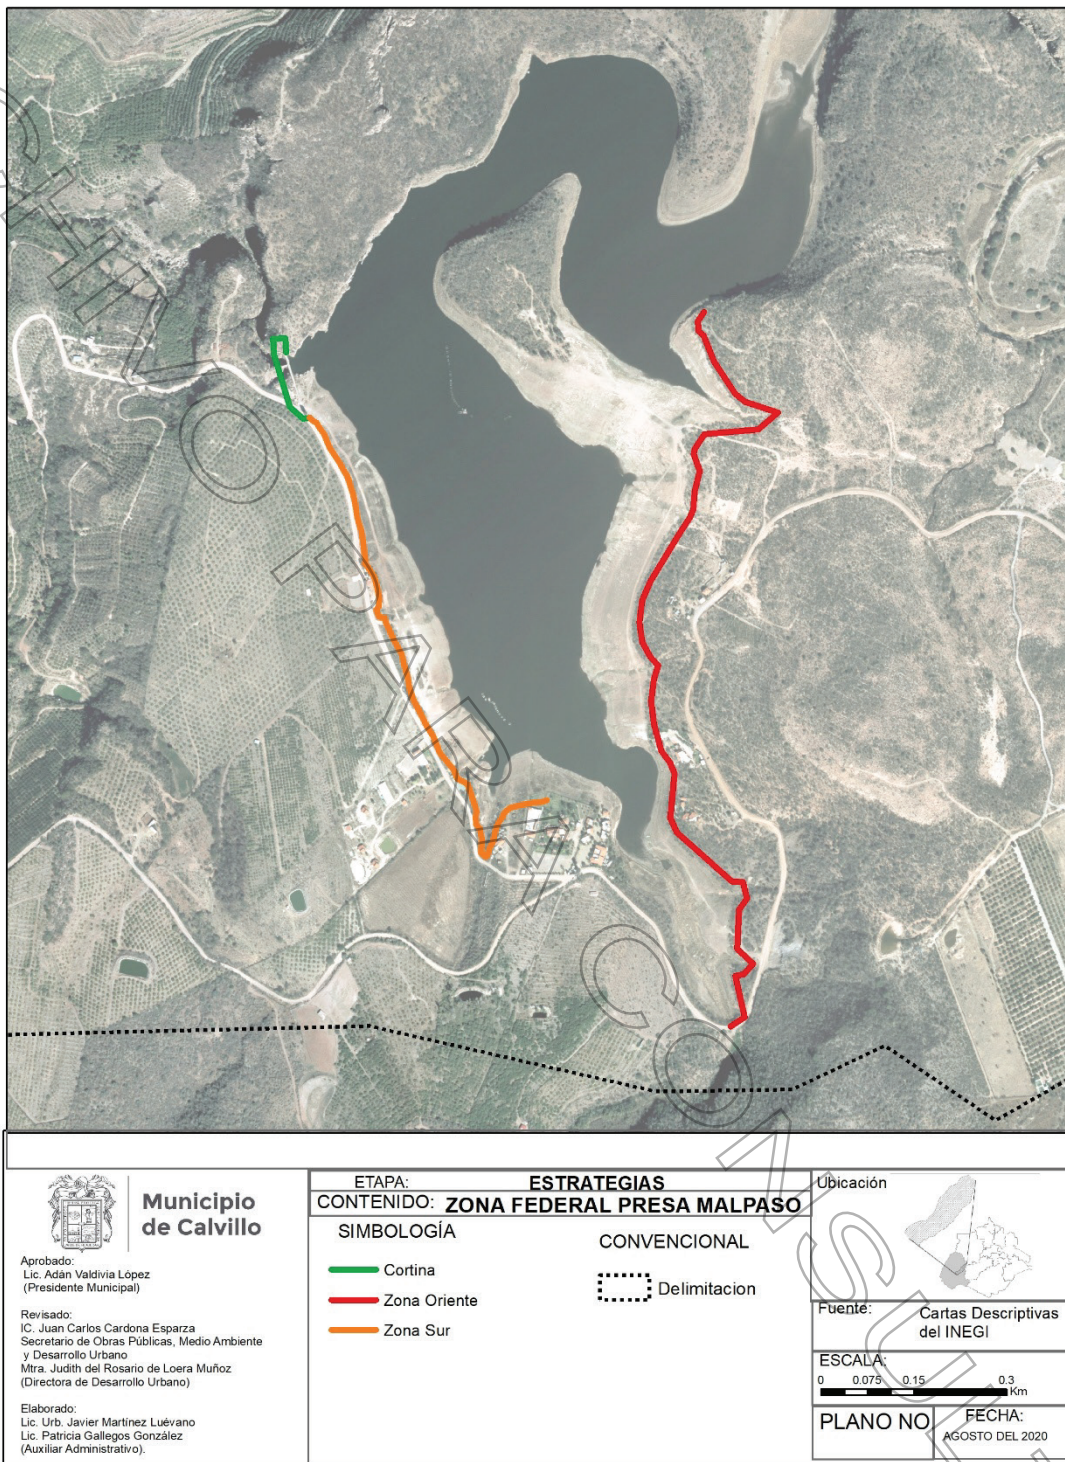 ARCHIVO PARA CONSULTA
Municipio
de Calvillo
Aprobado:
Lic. Adán Valdivia López
(Presidente Municipal)
Revisado:
IC. Juan Carlos Cardona Esparza
Secretario de Obras Públicas, Medio Ambiente
y Desarrollo Urbano
Mtra. Judith del Rosario de Loera Muñoz
(Directora de Desarrollo Urbano)
Elaborado:
Lic. Urb. Javier Martínez Luévano
Lic. Patricia Gallegos González
(Auxiliar Administrativo).
ETAPA: ESTRATEGIAS
CONTENIDO: ZONA FEDERAL PRESA MALPASO
SIMBOLOGÍA
Cortina
Zona Oriente
Zona Sur
CONVENCIONAL
Delimitacion
Ubicación
Fuente: Cartas Descriptivas
del INEGI
ESCALA:
0 0.075 0.15 0.3
Km
PLANO NO
FECHA:
AGOSTO DEL 2020